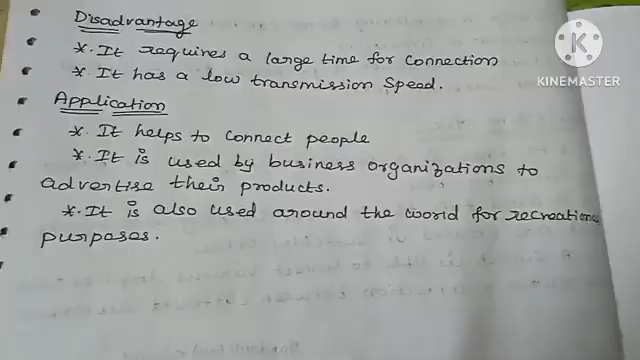 Disadvantage
*. It requires a large time for connection
* It has a low transmission speed.
Application
*. It helps to connect people
*. It is used by business organizations to
advertise their products.
*. It is also used around the world for recreationa
purposes.
KINEMASTER